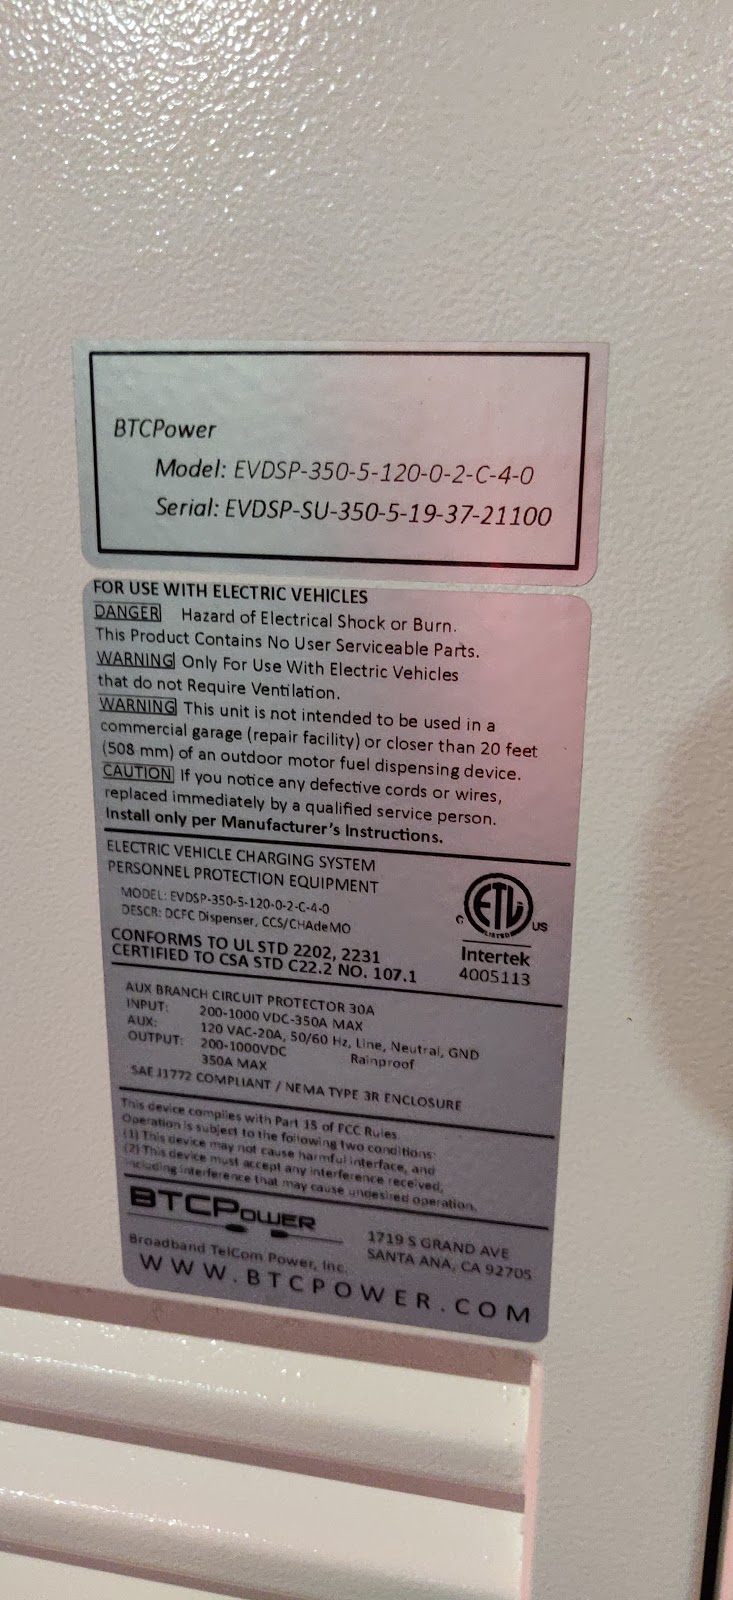 BTCPower
Model: EVDSP-350-5-120-0-2-C-4-0
Serial: EVDSP-SU-350-5-19-37-21100
FOR USE WITH ELECTRIC VEHICLES
DANGER Hazard of Electrical Shock or Burn.
This Product Contains No User Serviceable Parts.
WARNING Only For Use With Electric Vehicles
that do not Require Ventilation.
WARNING This unit is not intended to be used in a
commercial garage (repair facility) or closer than 20 feet
(508 mm) of an outdoor motor fuel dispensing device.
CAUTION If you notice any defective cords or wires,
replaced immediately by a qualified service person.
Install only per Manufacturer's Instructions.
ELECTRIC VEHICLE CHARGING SYSTEM
PERSONNEL PROTECTION EQUIPMENT
MODEL: EVDSP-350-5-120-0-2-C-4-0
DESCR: DCFC Dispenser, CCS/CHAdeMO
CONFORMS TO UL STD 2202, 2231
CERTIFIED TO CSA STD C22.2 NO. 107.1
C ETL US
LISTED
Intertek
4005113
AUX BRANCH CIRCUIT PROTECTOR 30A
INPUT: 200-1000 VDC-350A MAX
AUX: 120 VAC-20A, 50/60 Hz, Line, Neutral, GND
OUTPUT: 200-1000VDC Rainproof
350A MAX
SAE J1772 COMPLIANT / NEMA TYPE 3R ENCLOSURE
This device complies with Part 15 of FCC Rules
Operation is subject to the following two conditions:
(1) This device may not cause harmful interface, and
(2) This device must accept any interference received,
including interference that may cause undesired operation.
BTCPOWER
Broadband TelCom Power, Inc.
1719 S GRAND AVE
SANTA ANA, CA 92705
WWW.BTCPOWER.COM